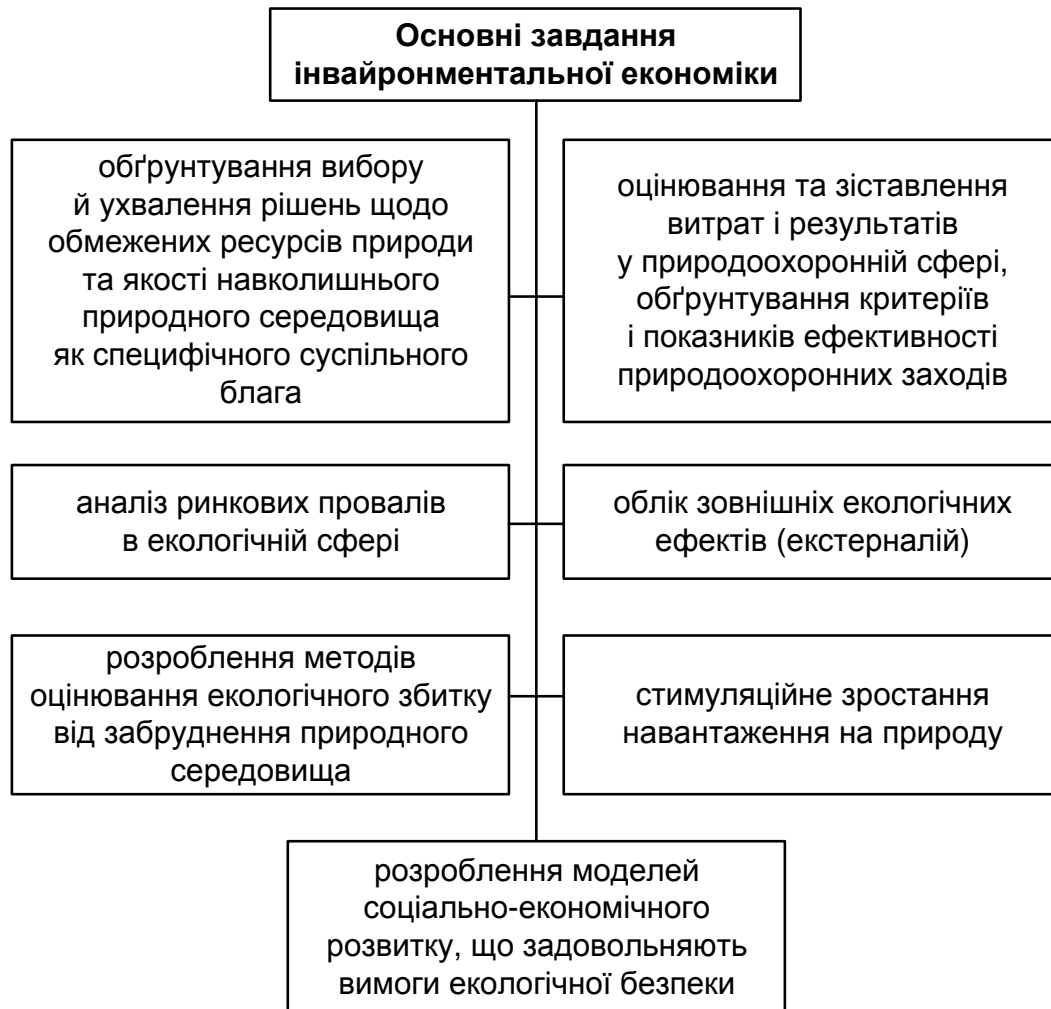 Основні завдання
інвайронментальної економіки
обґрунтування вибору
й ухвалення рішень щодо
обмежених ресурсів природи
та якості навколишнього
природного середовища
як специфічного суспільного
блага
оцінювання та зіставлення
витрат і результатів
у природоохоронній сфері,
обґрунтування критеріїв
і показників ефективності
природоохоронних заходів
аналіз ринкових провалів
в екологічній сфері
облік зовнішніх екологічних
ефектів (екстерналій)
розроблення методів
оцінювання екологічного збитку
від забруднення природного
середовища
стимуляційне зростання
навантаження на природу
розроблення моделей
соціально-економічного
розвитку, що задовольняють
вимоги екологічної безпеки